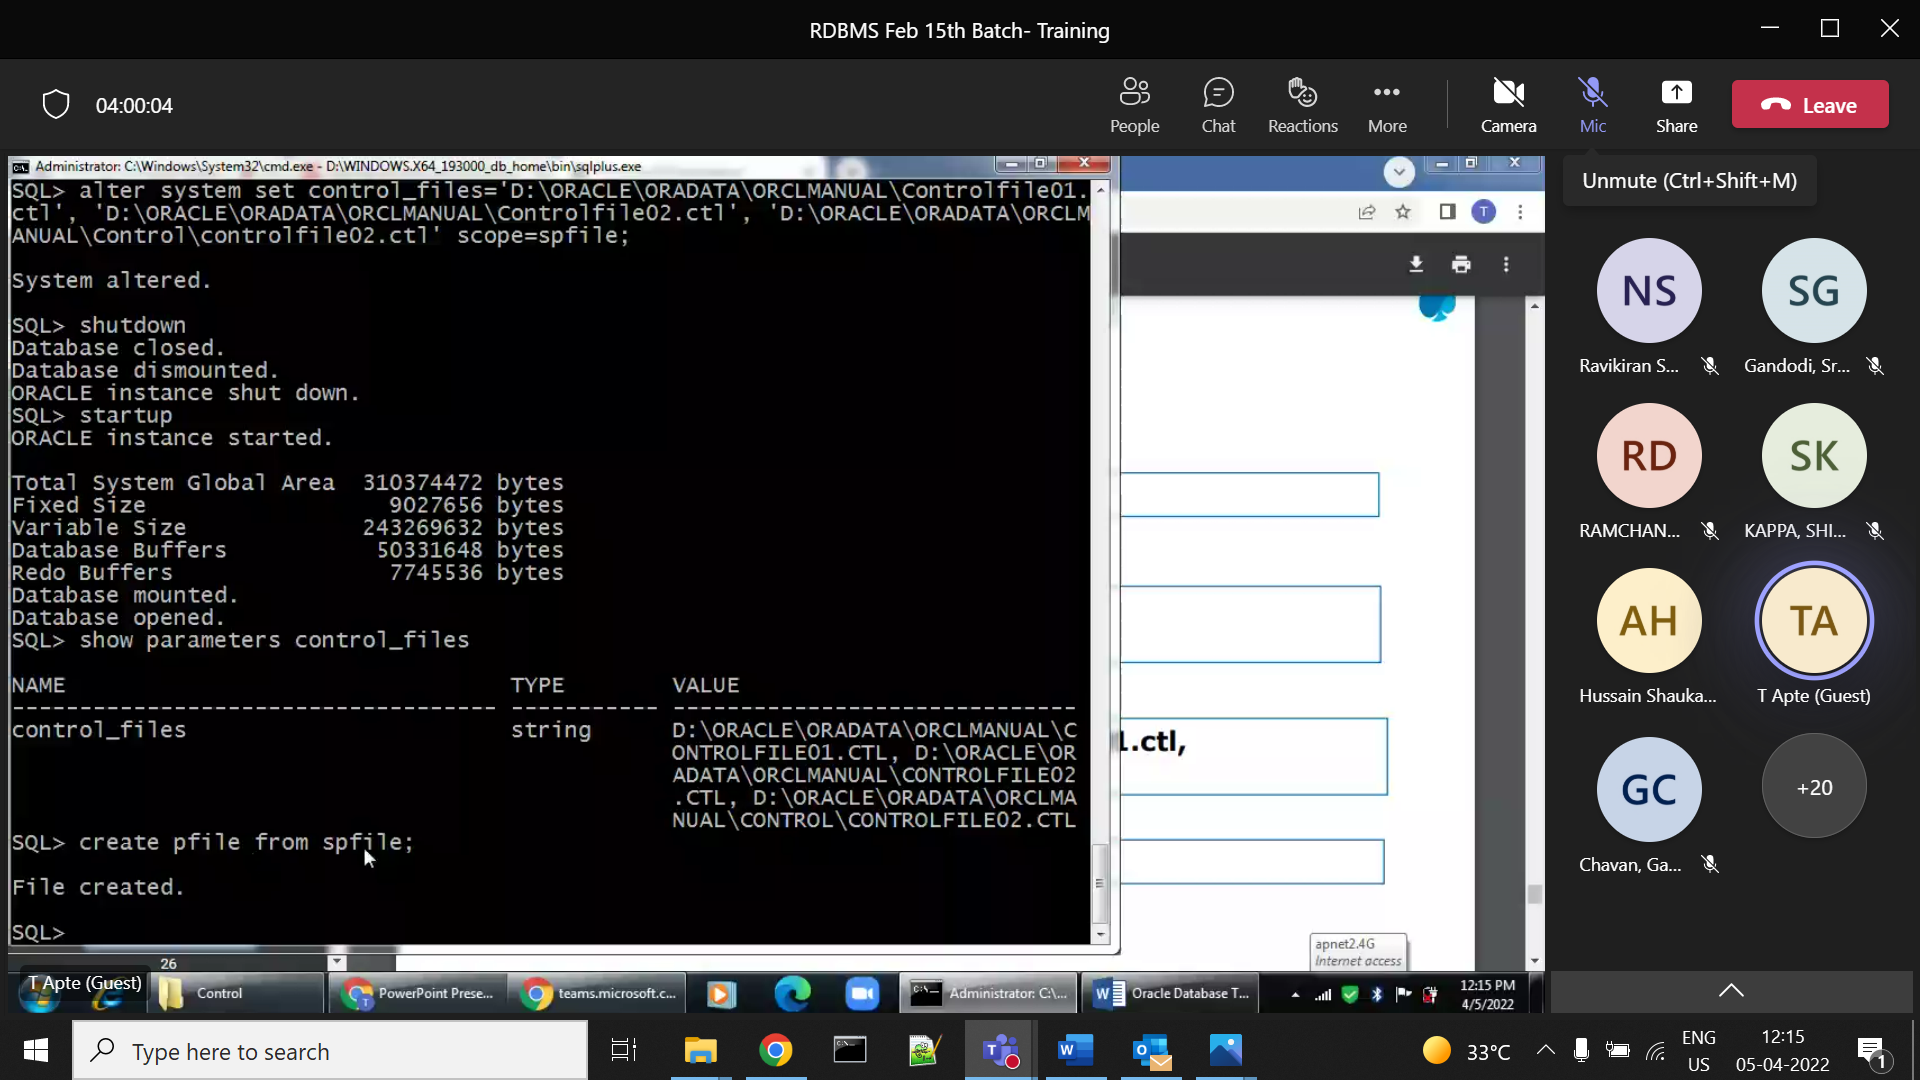 RDBMS Feb 15th Batch- Training
04:00:04
People
Chat
Reactions
More
Camera
Mic
Share
Leave
Unmute (Ctrl+Shift+M)
Administrator: C:\Windows\System32\cmd.exe - D:\WINDOWS.X64_193000_db_home\bin\sqlplus.exe
SQL> alter system set control_files='D:\ORACLE\ORADATA\ORCLMANUAL\Controlfile01.
ctl', 'D:\ORACLE\ORADATA\ORCLMANUAL\Controlfile02.ctl', 'D:\ORACLE\ORADATA\ORCLM
ANUAL\Control\controlfile02.ctl' scope=spfile;
System altered.
SQL> shutdown
Database closed.
Database dismounted.
ORACLE instance shut down.
SQL> startup
ORACLE instance started.
Total System Global Area 310374472 bytes
Fixed Size 9027656 bytes
Variable Size 243269632 bytes
Database Buffers 50331648 bytes
Redo Buffers 7745536 bytes
Database mounted.
Database opened.
SQL> show parameters control_files
NAME TYPE VALUE
------------------------------------ ----------- ------------------------------
control_files string D:\ORACLE\ORADATA\ORCLMANUAL\C
ONTROLFILE01.CTL, D:\ORACLE\OR
ADATA\ORCLMANUAL\CONTROLFILE02
.CTL, D:\ORACLE\ORADATA\ORCLMA
NUAL\CONTROL\CONTROLFILE02.CTL
SQL> create pfile from spfile;
File created.
SQL>
T
1.ctl,
apnet2.4G
Internet access
26
T Apte (Guest)
Control
T
PowerPoint Prese...
teams.microsoft.c...
Administrator: C:\...
Oracle Database T...
12:15 PM
4/5/2022
NS
Ravikiran S...
SG
Gandodi, Sr...
RD
RAMCHAN...
SK
KAPPA, SHI...
AH
Hussain Shauka...
TA
T Apte (Guest)
GC
Chavan, Ga...
+20
Type here to search
33°C
ENG
US
12:15
05-04-2022
1